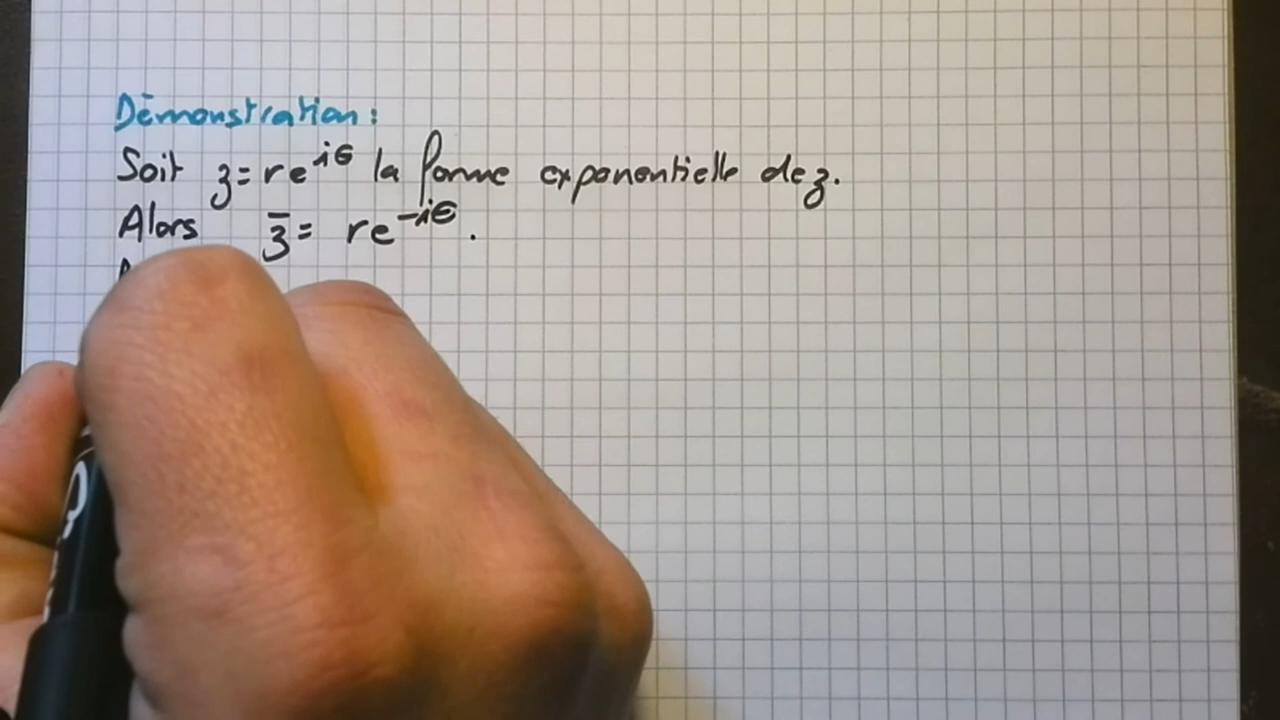 Démonstration :
Soit z = re^{iθ} la forme exponentielle de z.
Alors z̄ = re^{-iθ}.